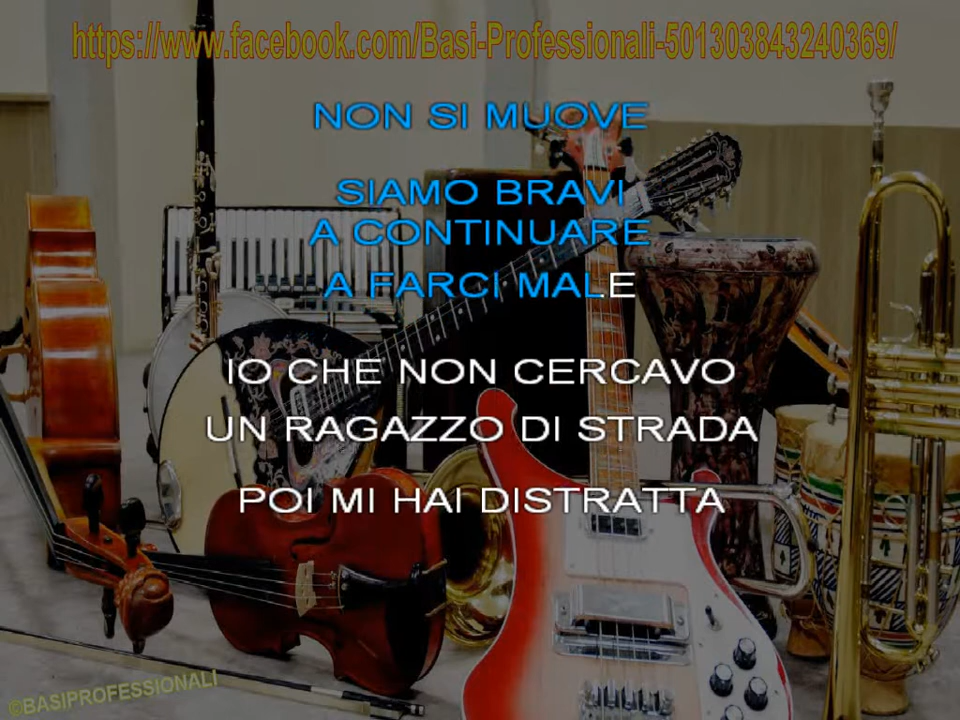 https://www.facebook.com/Basi-Professionali-501303843240369/
NON SI MUOVE
SIAMO BRAVI
A CONTINUARE
A FARCI MALE
IO CHE NON CERCAVO
UN RAGAZZO DI STRADA
POI MI HAI DISTRATTA
©BASIPROFESSIONALI